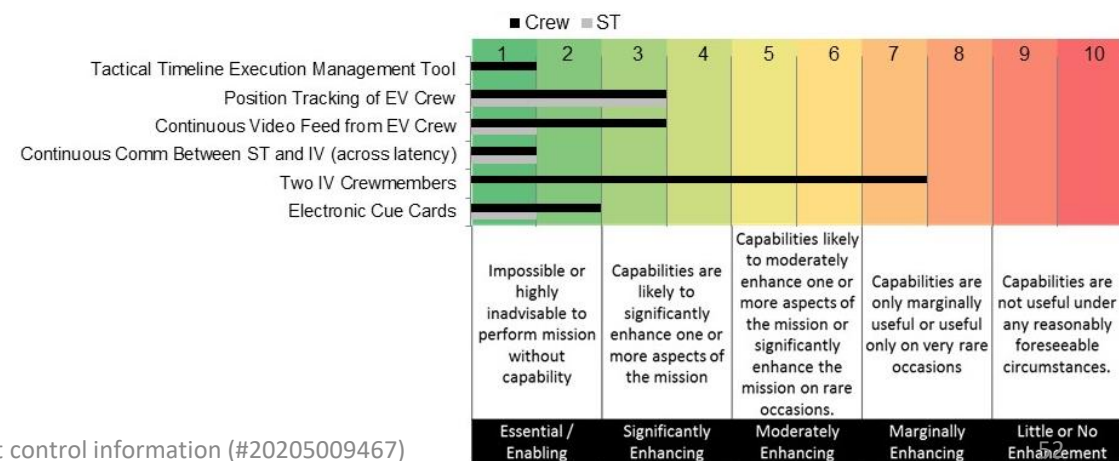 Crew ST
1 2 3 4 5 6 7 8 9 10
Tactical Timeline Execution Management Tool
Position Tracking of EV Crew
Continuous Video Feed from EV Crew
Continuous Comm Between ST and IV (across latency)
Two IV Crewmembers
Electronic Cue Cards
Impossible or
highly
inadvisable to
perform mission
without
capability
Capabilities are
likely to
significantly
enhance one or
more aspects of
the mission
Capabilities likely
to moderately
enhance one or
more aspects of
the mission or
significantly
enhance the
mission on rare
occasions.
Capabilities are
only marginally
useful or useful
only on very rare
occasions
Capabilities are
not useful under
any reasonably
foreseeable
circumstances.
Essential /
Enabling
Significantly
Enhancing
Moderately
Enhancing
Marginally
Enhancing
Little or No
Enhancement
t control information (#20205009467)
52